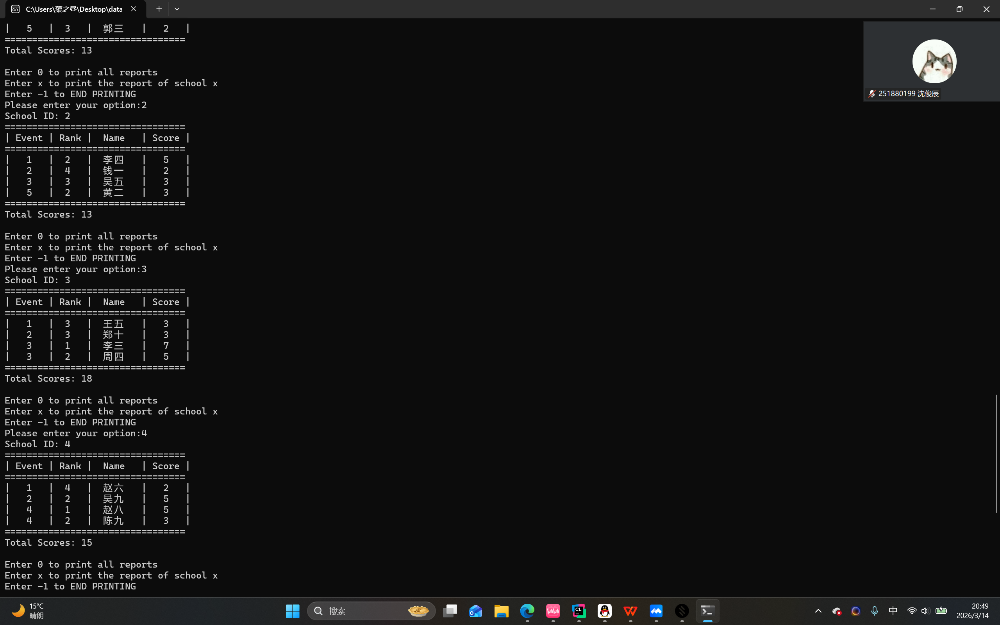 C:\Users\蕖之昼\Desktop\data
| 5 | 3 | 郭三 | 2 |
=================================
Total Scores: 13
251880199 沈俊辰
Enter 0 to print all reports
Enter x to print the report of school x
Enter -1 to END PRINTING
Please enter your option:2
School ID: 2
=================================
| Event | Rank | Name | Score |
=================================
| 1 | 2 | 李四 | 5 |
| 2 | 4 | 钱一 | 2 |
| 3 | 3 | 吴五 | 3 |
| 5 | 2 | 黄二 | 3 |
=================================
Total Scores: 13
Enter 0 to print all reports
Enter x to print the report of school x
Enter -1 to END PRINTING
Please enter your option:3
School ID: 3
=================================
| Event | Rank | Name | Score |
=================================
| 1 | 3 | 王五 | 3 |
| 2 | 3 | 郑十 | 3 |
| 3 | 1 | 李三 | 7 |
| 3 | 2 | 周四 | 5 |
=================================
Total Scores: 18
Enter 0 to print all reports
Enter x to print the report of school x
Enter -1 to END PRINTING
Please enter your option:4
School ID: 4
=================================
| Event | Rank | Name | Score |
=================================
| 1 | 4 | 赵六 | 2 |
| 2 | 2 | 吴九 | 5 |
| 4 | 1 | 赵八 | 5 |
| 4 | 2 | 陈九 | 3 |
=================================
Total Scores: 15
Enter 0 to print all reports
Enter x to print the report of school x
Enter -1 to END PRINTING
15°C
晴朗
搜索
bilibili
CL
中
20:49
2026/3/14